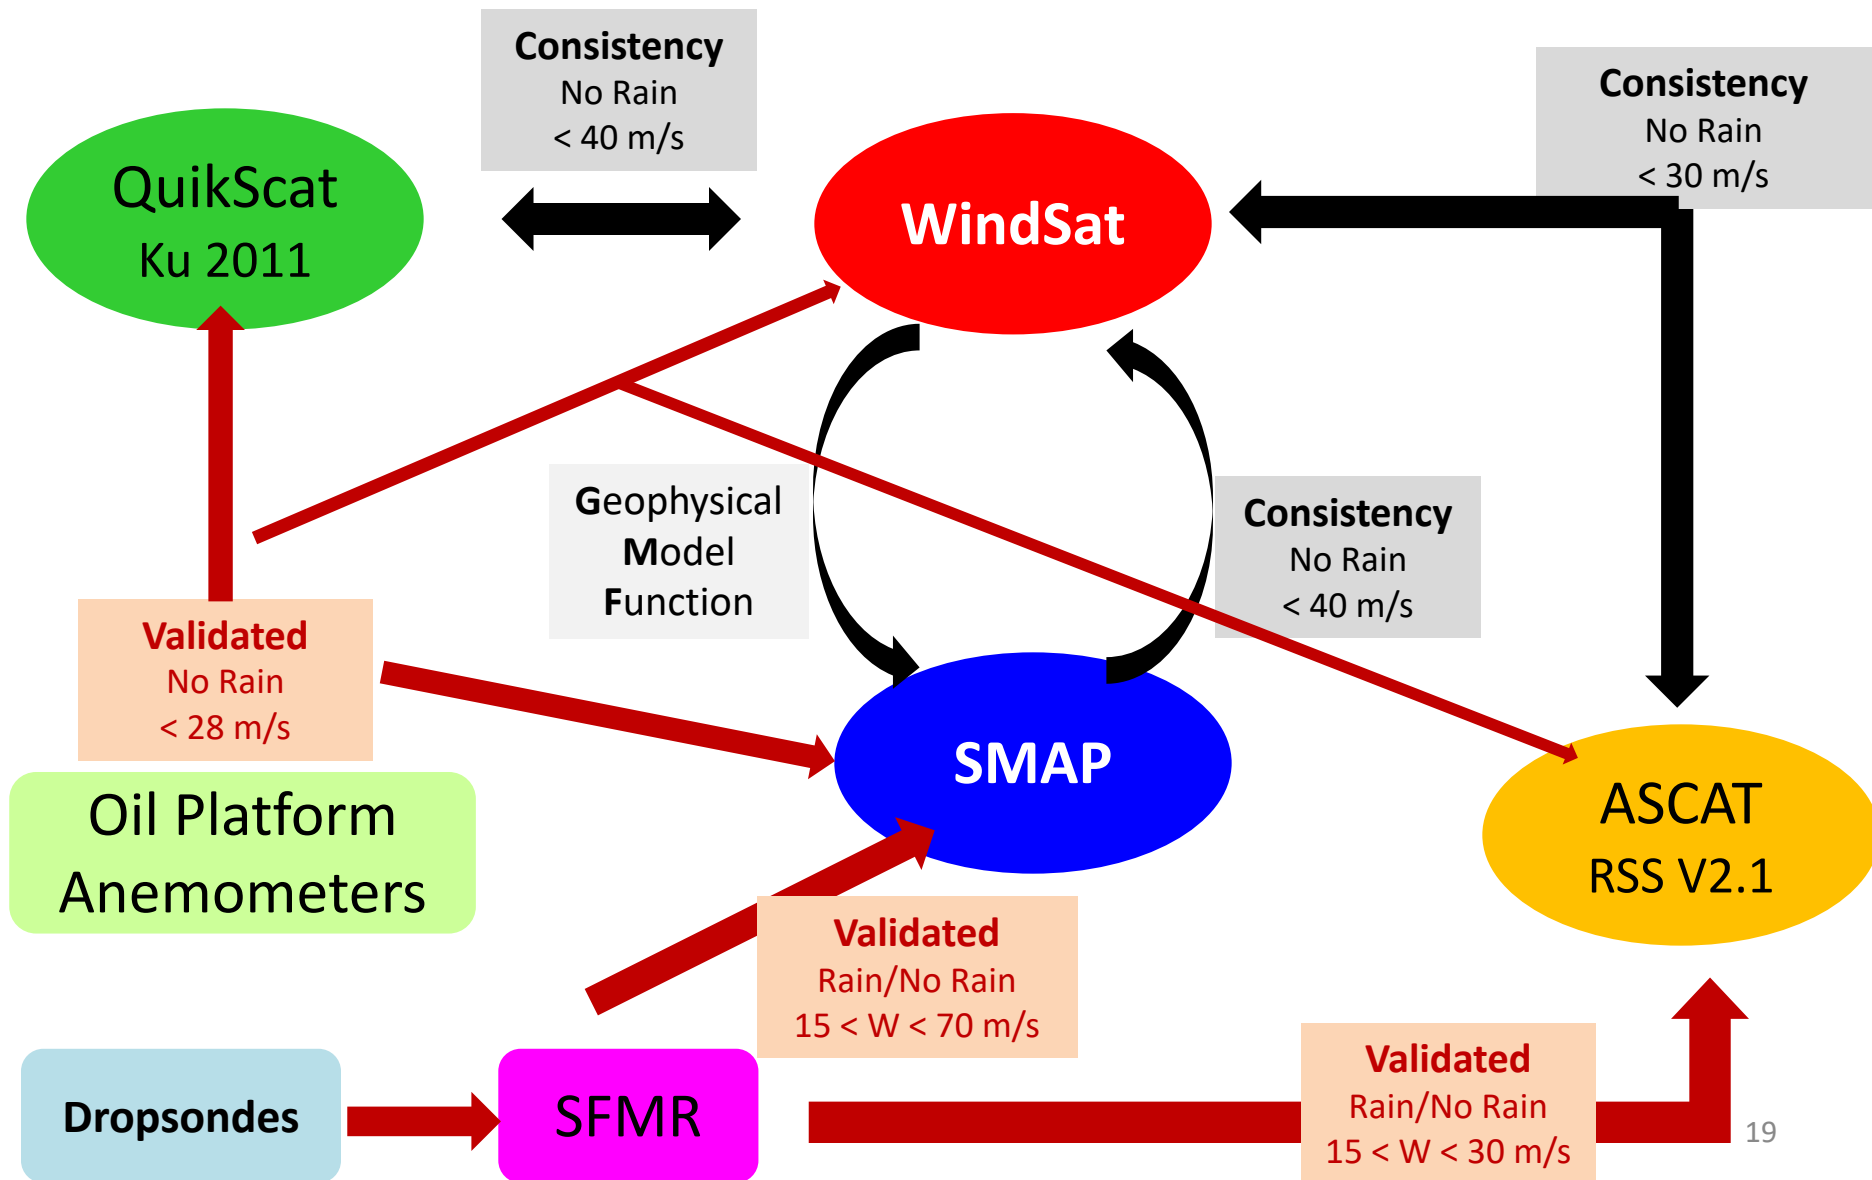 Consistency
No Rain
< 40 m/s
Consistency
No Rain
< 30 m/s
QuikScat
Ku 2011
WindSat
Geophysical
Model
Function
Consistency
No Rain
< 40 m/s
Validated
No Rain
< 28 m/s
SMAP
Oil Platform
Anemometers
ASCAT
RSS V2.1
Validated
Rain/No Rain
15 < W < 70 m/s
Dropsondes
SFMR
Validated
Rain/No Rain
15 < W < 30 m/s
19